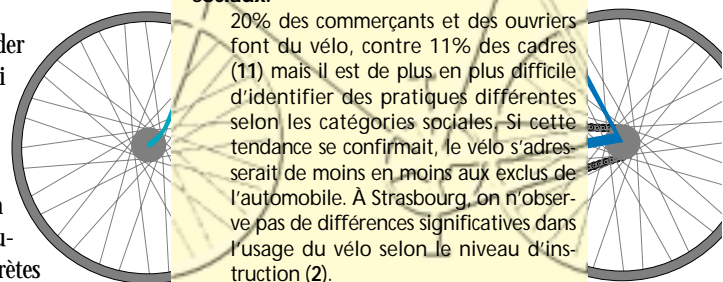 der
i
sociaux.
20% des commerçants et des ouvriers
font du vélo, contre 11% des cadres
(11) mais il est de plus en plus difficile
d'identifier des pratiques différentes
selon les catégories sociales. Si cette
tendance se confirmait, le vélo s'adres-
serait de moins en moins aux exclus de
l'automobile. À Strasbourg, on n'obser-
ve pas de différences significatives dans
l'usage du vélo selon le niveau d'ins-
truction (2).
u-
rètes